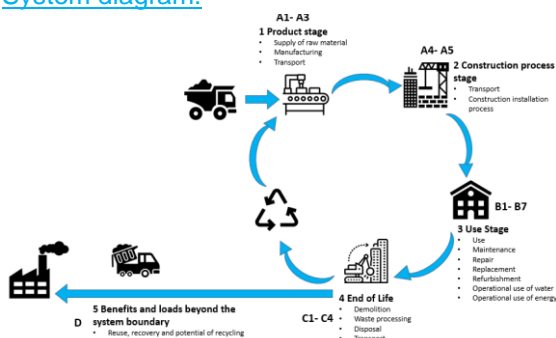 System diagram:
A1- A3
1 Product stage
• Supply of raw material
• Manufacturing
• Transport
A4- A5
2 Construction process
stage
• Transport
• Construction installation
process
B1- B7
3 Use Stage
• Use
• Maintenance
• Repair
• Replacement
• Refurbishment
• Operational use of water
• Operational use of energy
4 End of Life
C1- C4
• Demolition
• Waste processing
• Disposal
• Transport
5 Benefits and loads beyond the
D system boundary
• Reuse, recovery and potential of recycling